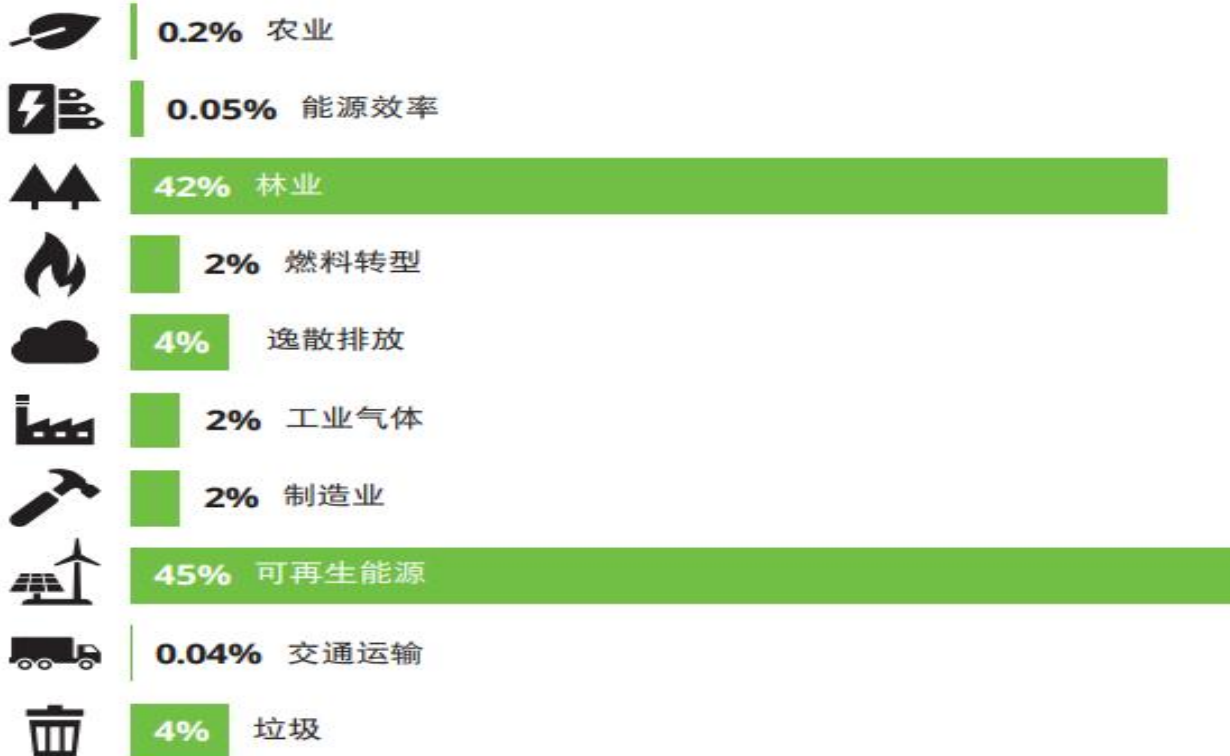 0.2% 农业
0.05% 能源效率
42% 林业
2% 燃料转型
4% 逸散排放
2% 工业气体
2% 制造业
45% 可再生能源
0.04% 交通运输
4% 垃圾